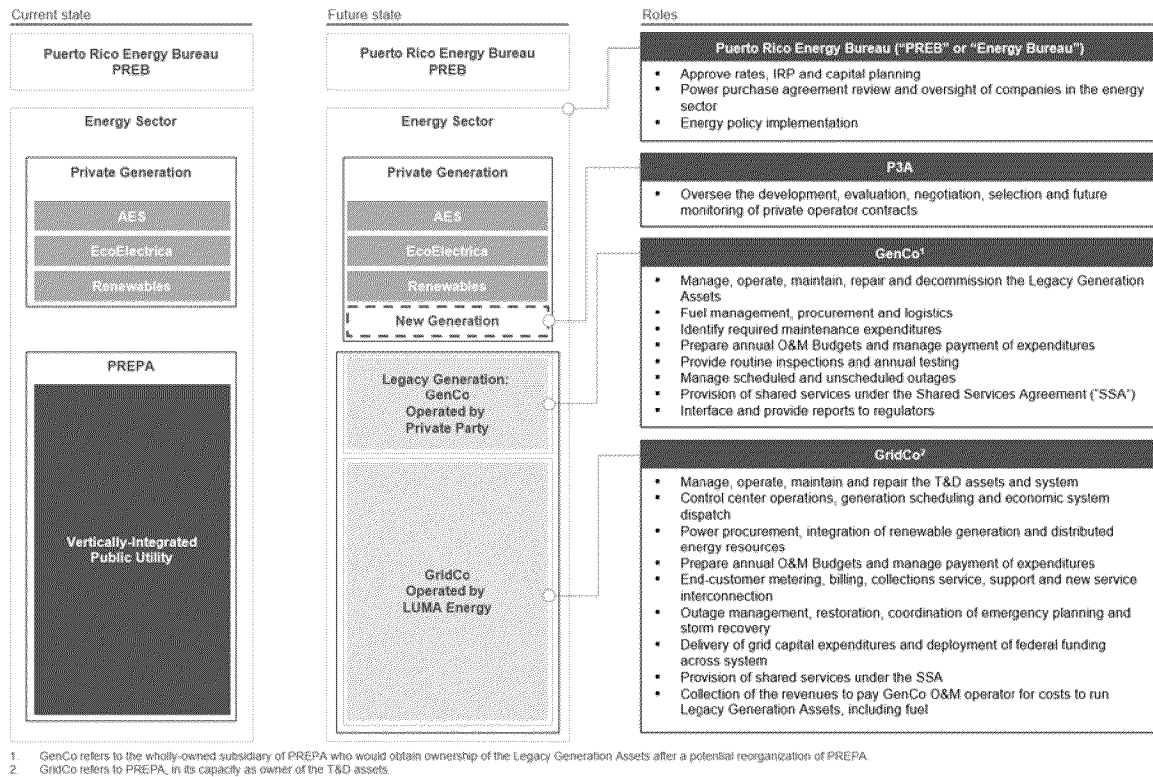 Current state
Future state
Roles
Puerto Rico Energy Bureau
PREB
Energy Sector
Private Generation
AES
EcoElectrica
Renewables
PREPA
Vertically-Integrated
Public Utility
Puerto Rico Energy Bureau
PREB
Energy Sector
Private Generation
AES
EcoElectrica
Renewables
New Generation
Legacy Generation:
GenCo
Operated by
Private Party
GridCo
Operated by
LUMA Energy
Puerto Rico Energy Bureau ("PREB" or "Energy Bureau")
▪ Approve rates, IRP and capital planning
▪ Power purchase agreement review and oversight of companies in the energy
sector
▪ Energy policy implementation
P3A
▪ Oversee the development, evaluation, negotiation, selection and future
monitoring of private operator contracts
GenCo¹
▪ Manage, operate, maintain, repair and decommission the Legacy Generation
Assets
▪ Fuel management, procurement and logistics
▪ Identify required maintenance expenditures
▪ Prepare annual O&M Budgets and manage payment of expenditures
▪ Provide routine inspections and annual testing
▪ Manage scheduled and unscheduled outages
▪ Provision of shared services under the Shared Services Agreement ("SSA")
▪ Interface and provide reports to regulators
GridCo²
▪ Manage, operate, maintain and repair the T&D assets and system
▪ Control center operations, generation scheduling and economic system
dispatch
▪ Power procurement, integration of renewable generation and distributed
energy resources
▪ Prepare annual O&M Budgets and manage payment of expenditures
▪ End-customer metering, billing, collections service, support and new service
interconnection
▪ Outage management, restoration, coordination of emergency planning and
storm recovery
▪ Delivery of grid capital expenditures and deployment of federal funding
across system
▪ Provision of shared services under the SSA
▪ Collection of the revenues to pay GenCo O&M operator for costs to run
Legacy Generation Assets, including fuel
1. GenCo refers to the wholly-owned subsidiary of PREPA who would obtain ownership of the Legacy Generation Assets after a potential reorganization of PREPA.
2. GridCo refers to PREPA, in its capacity as owner of the T&D assets.